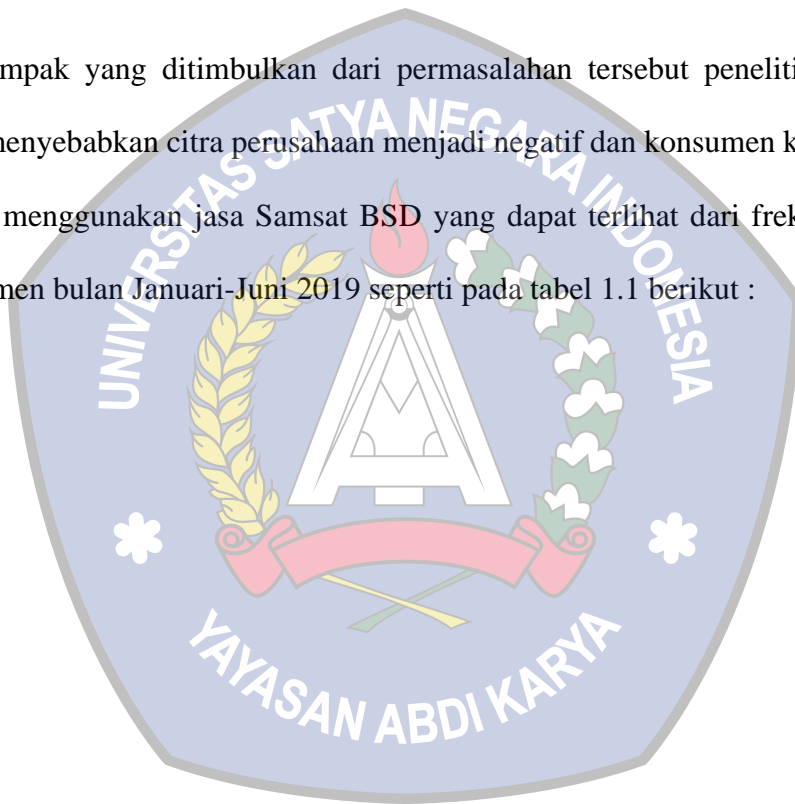 mpak yang ditimbulkan dari permasalahan tersebut peneliti
menyebabkan citra perusahaan menjadi negatif dan konsumen k
menggunakan jasa Samsat BSD yang dapat terlihat dari frek
men bulan Januari-Juni 2019 seperti pada tabel 1.1 berikut :
UNIVERSITAS SATYA NEGARA INDONESIA
YAYASAN ABDI KARYA